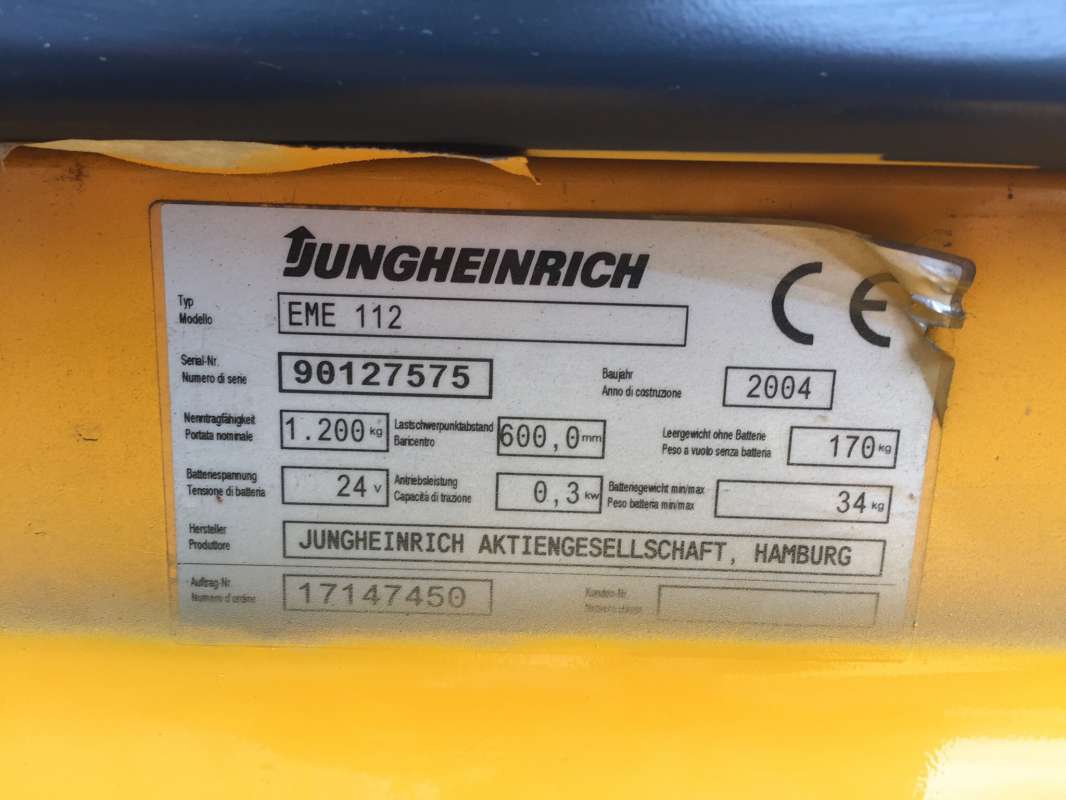 JUNGHEINRICH
Typ
Modello
EME 112
CE
Serial-Nr.
Numero di serie
90127575
Baujahr
Anno di costruzione
2004
Nenntragfähigkeit
Portata nominale
1.200 kg
Lastschwerpunktabstand
Baricentro
600,0 mm
Leergewicht ohne Batterie
Peso a vuoto senza batteria
170 kg
Batteriespannung
Tensione di batteria
24 V
Antriebsleistung
Capacità di trazione
0,3 kw
Batteriegewicht min/max
Peso batteria min/max
34 kg
Hersteller
Produttore
JUNGHEINRICH AKTIENGESELLSCHAFT, HAMBURG
Auftrag-Nr.
Numero d'ordine
17147450
Kunden-Nr.